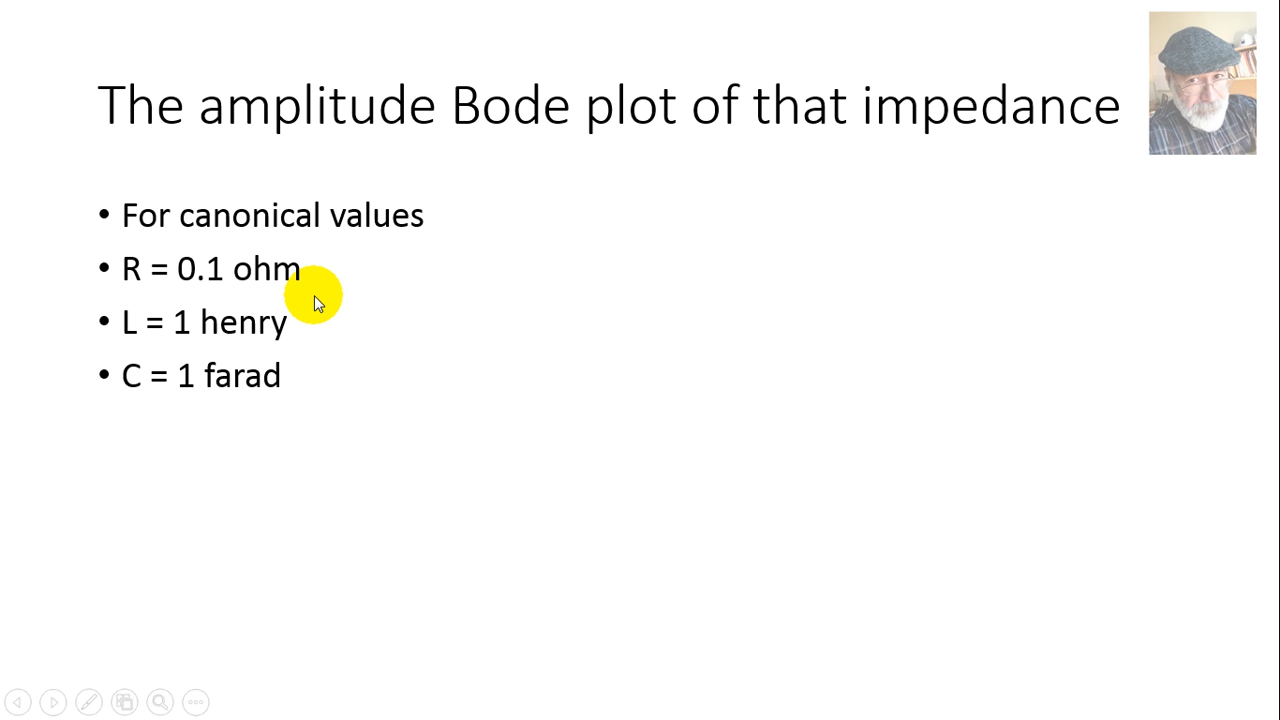 The amplitude Bode plot of that impedance
• For canonical values
• R = 0.1 ohm
• L = 1 henry
• C = 1 farad